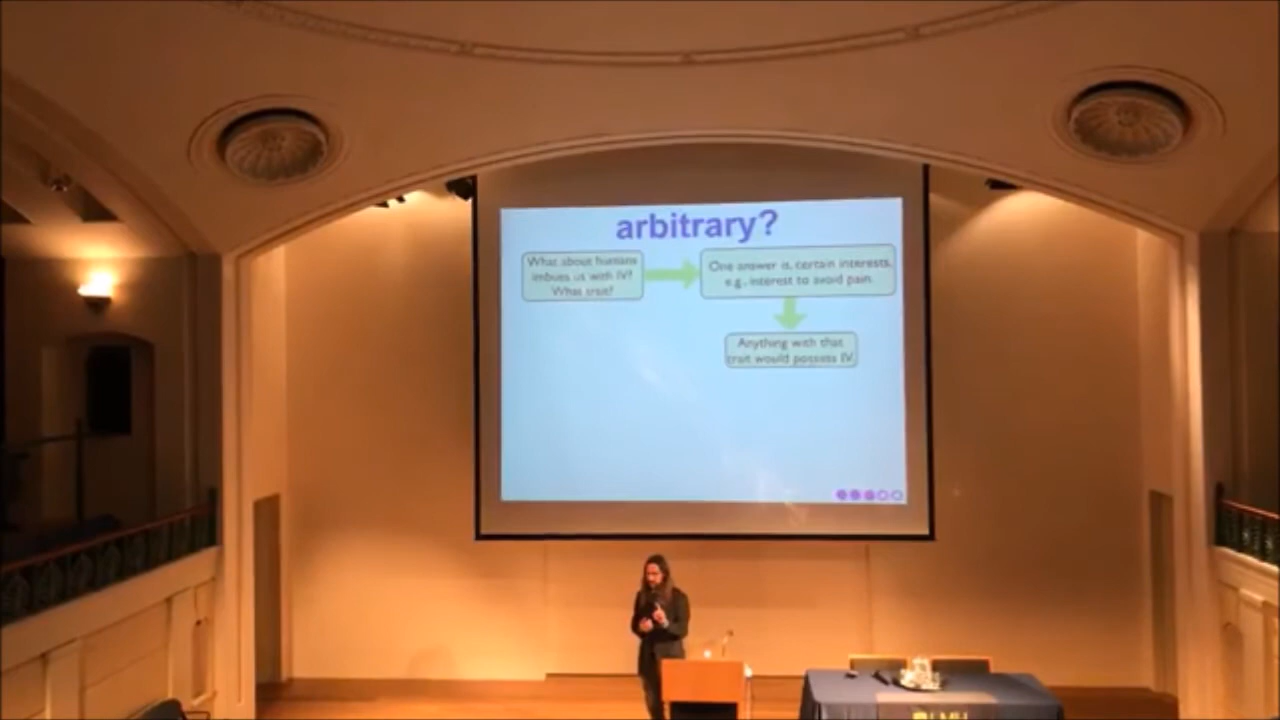 arbitrary?
What about humans
imbues us with IV?
What trait?
One answer is, certain interests,
e.g., interest to avoid pain.
Anything with that
trait would possess IV.
LMH